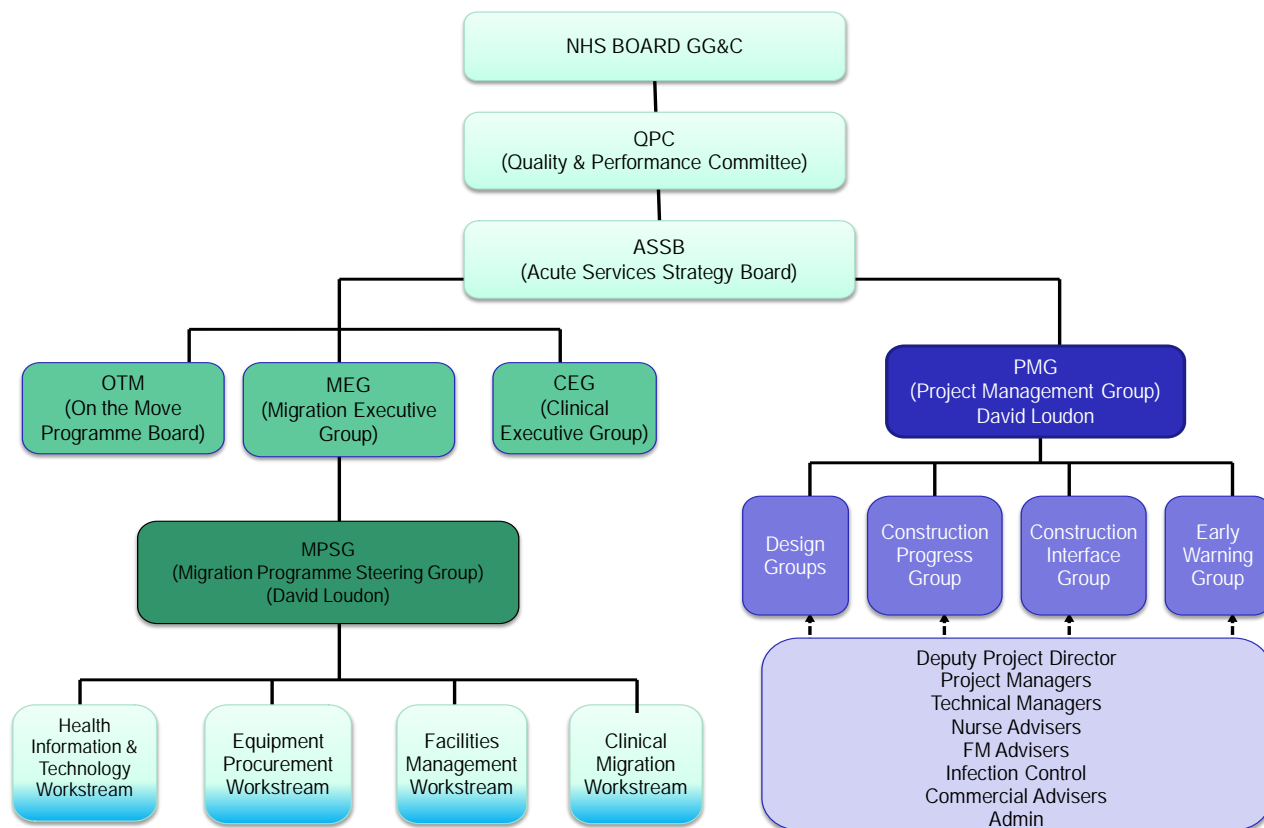 NHS BOARD GG&C
QPC
(Quality & Performance Committee)
ASSB
(Acute Services Strategy Board)
OTM
(On the Move
Programme Board)
MEG
(Migration Executive
Group)
CEG
(Clinical
Executive Group)
PMG
(Project Management Group)
David Loudon
MPSG
(Migration Programme Steering Group)
(David Loudon)
Design
Groups
Construction
Progress
Group
Construction
Interface
Group
Early
Warning
Group
Health
Information &
Technology
Workstream
Equipment
Procurement
Workstream
Facilities
Management
Workstream
Clinical
Migration
Workstream
Deputy Project Director
Project Managers
Technical Managers
Nurse Advisers
FM Advisers
Infection Control
Commercial Advisers
Admin